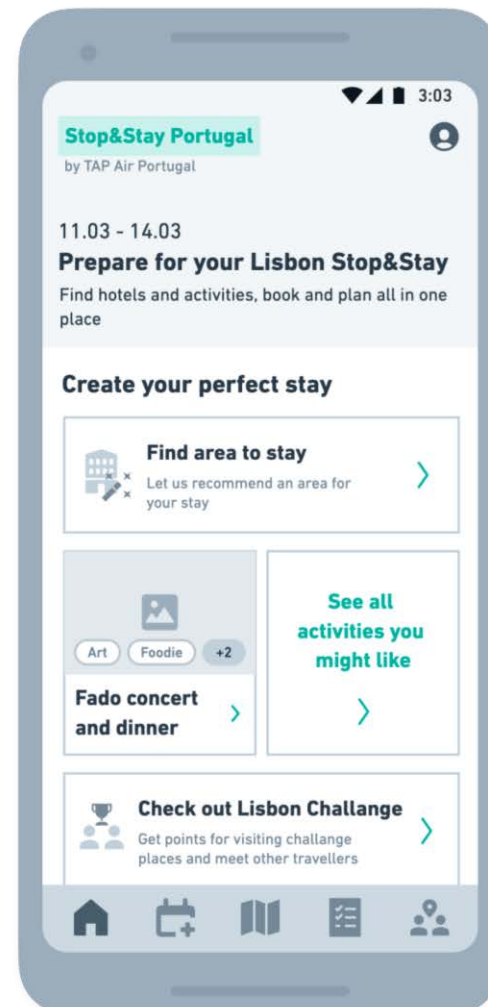 3:03
Stop&Stay Portugal
by TAP Air Portugal
11.03 - 14.03
Prepare for your Lisbon Stop&Stay
Find hotels and activities, book and plan all in one
place
Create your perfect stay
Find area to stay
Let us recommend an area for
your stay
Art
Foodie
+2
Fado concert
and dinner
See all
activities you
might like
Check out Lisbon Challange
Get points for visiting challange
places and meet other travellers